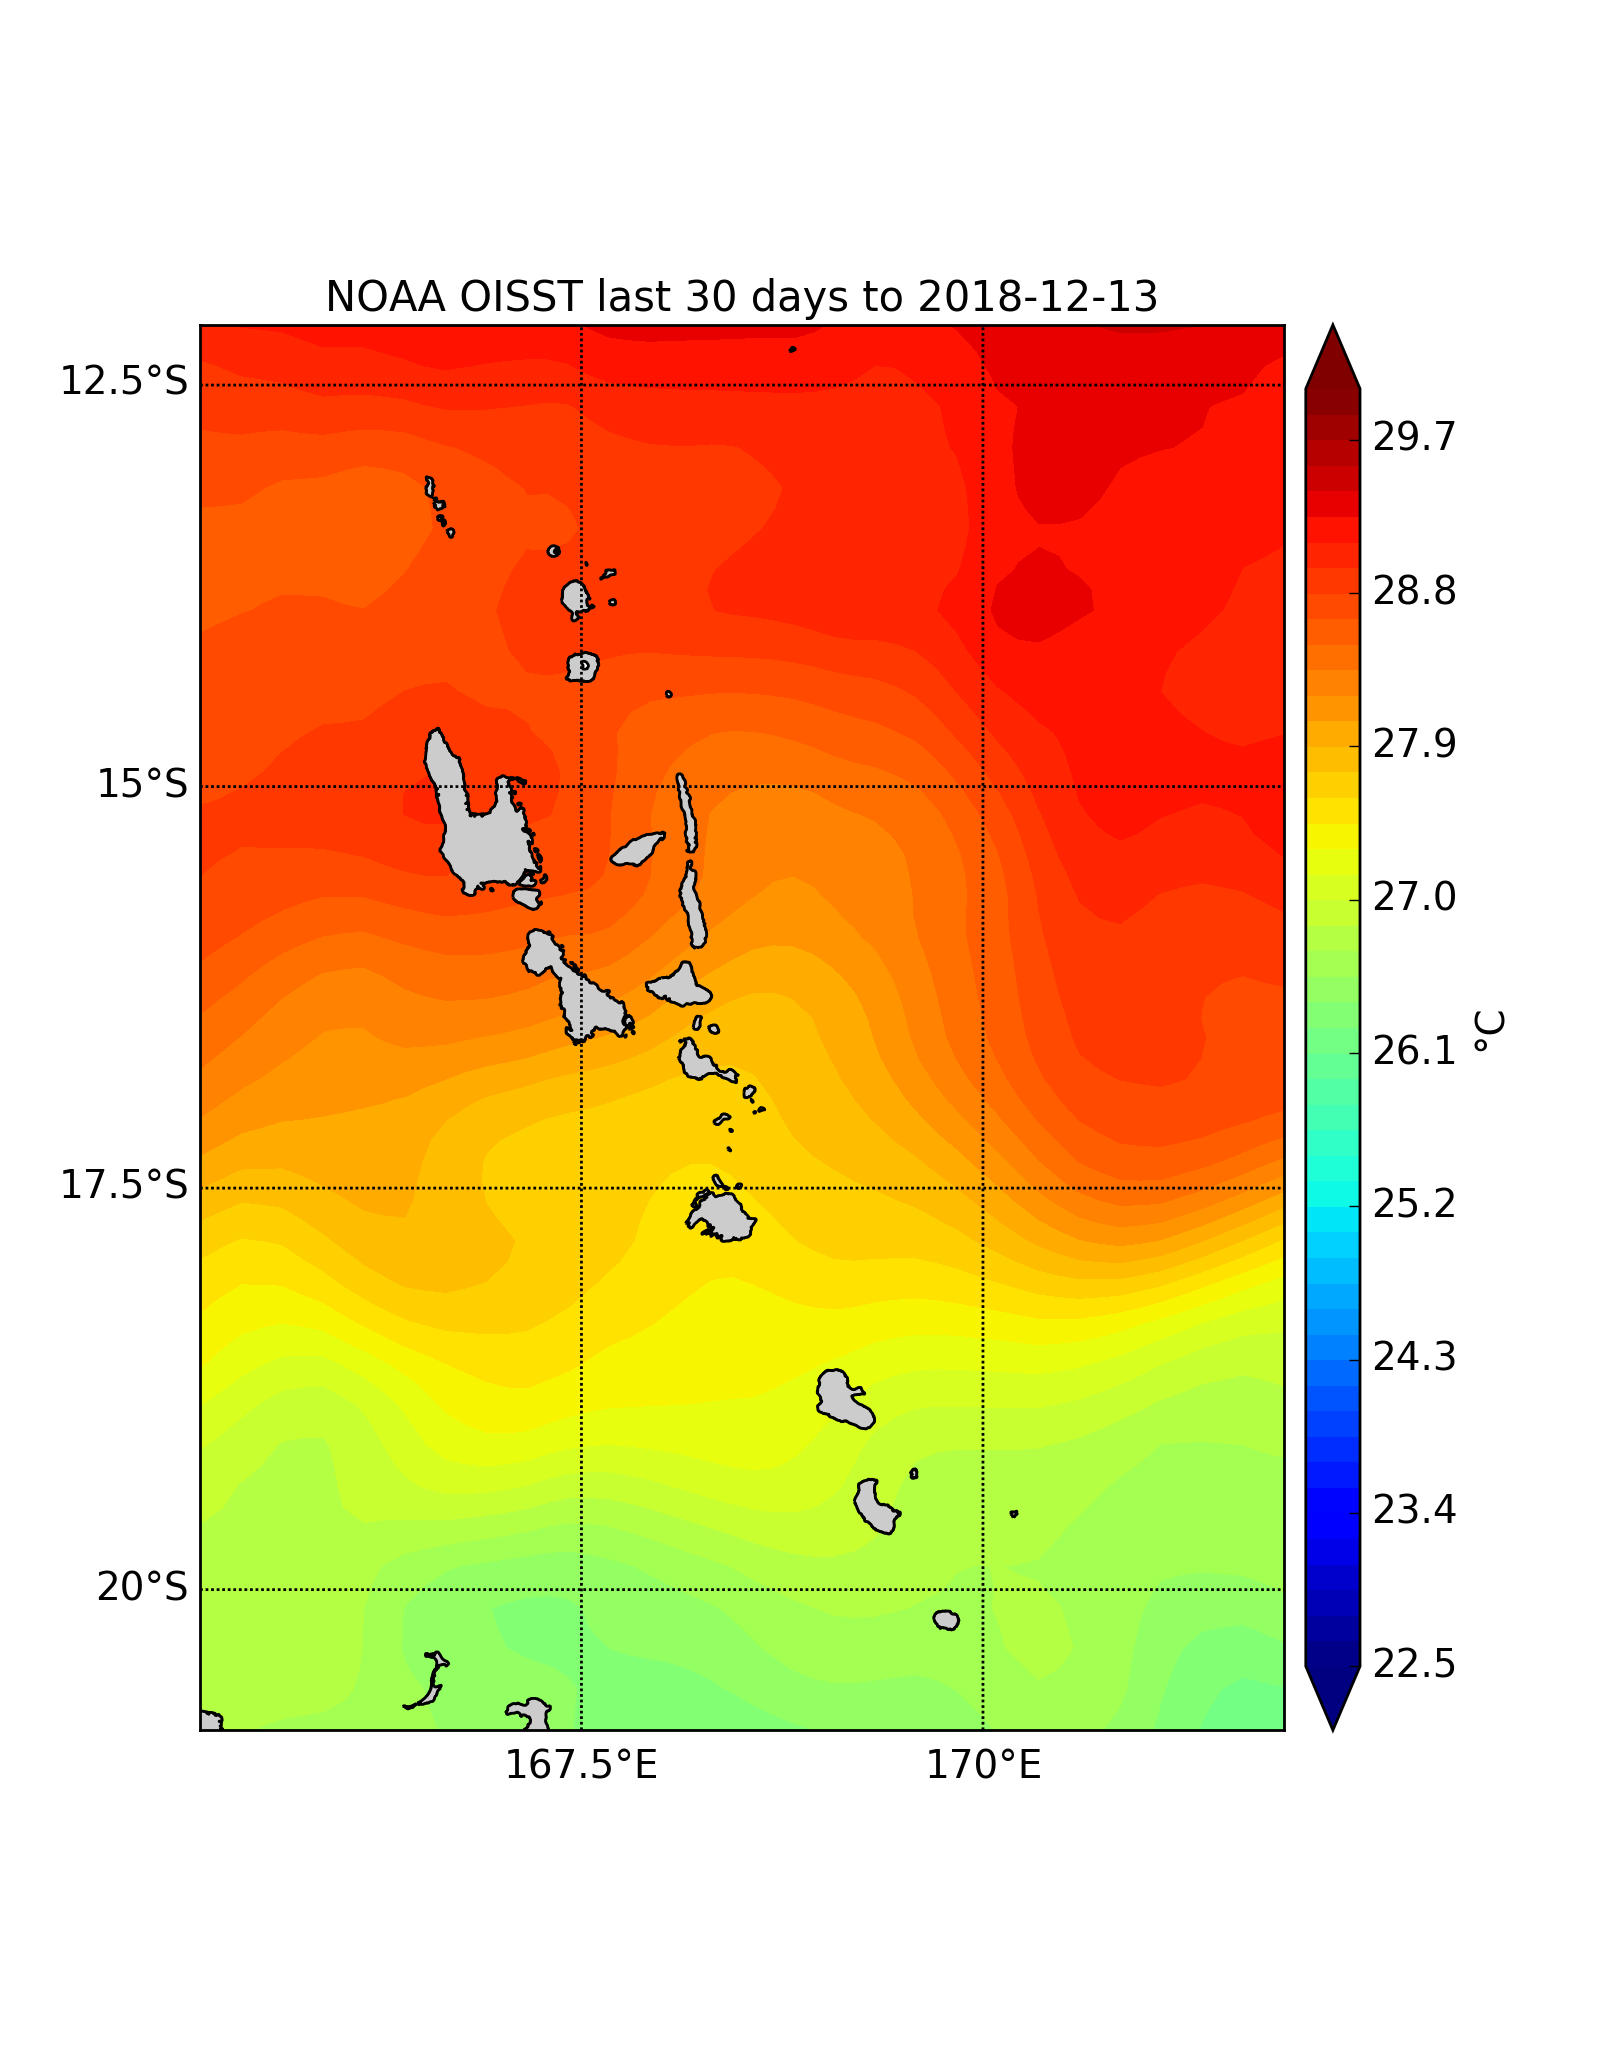 NOAA OISST last 30 days to 2018-12-13
12.5°S
15°S
17.5°S
20°S
167.5°E
170°E
29.7
28.8
27.9
27.0
26.1
25.2
24.3
23.4
22.5
°C